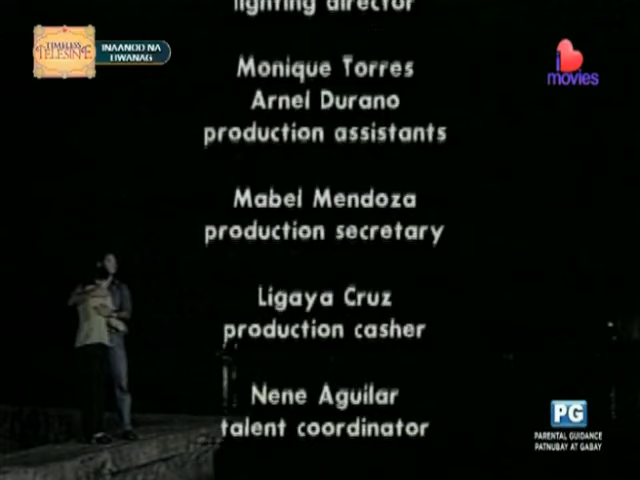 lighting director
TIMELESS
TELESINE
INAANOD NA
LIWANAG
i
movies
Monique Torres
Arnel Durano
production assistants
Mabel Mendoza
production secretary
Ligaya Cruz
production casher
Nene Aguilar
talent coordinator
PG
PARENTAL GUIDANCE
PATNUBAY AT GABAY